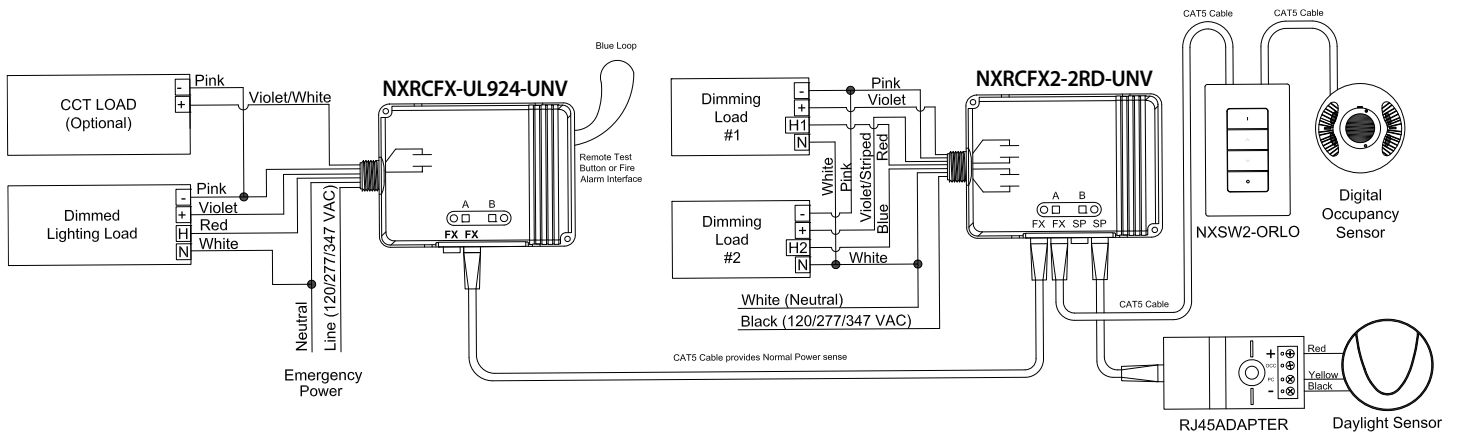 CAT5 Cable
CAT5 Cable
Blue Loop
NXRCFX-UL924-UNV
NXRCFX2-2RD-UNV
CCT LOAD
(Optional)
-
+
Pink
Violet/White
Remote Test
Button or Fire
Alarm Interface
Dimmed
Lighting Load
-
+
H
N
Pink
Violet
Red
White
A B
FX FX
Neutral
Line (120/277/347 VAC)
Emergency
Power
Dimming
Load
#1
-
+
H1
N
Pink
Violet
White
Pink
Violet/Striped
Red
Blue
Dimming
Load
#2
-
+
H2
N
White
White (Neutral)
Black (120/277/347 VAC)
A B
FX FX SP SP
NXSW2-ORLO
Digital
Occupancy
Sensor
CAT5 Cable
CAT5 Cable provides Normal Power sense
+
OCC
PC
-
Red
Yellow
Black
RJ45ADAPTER
Daylight Sensor